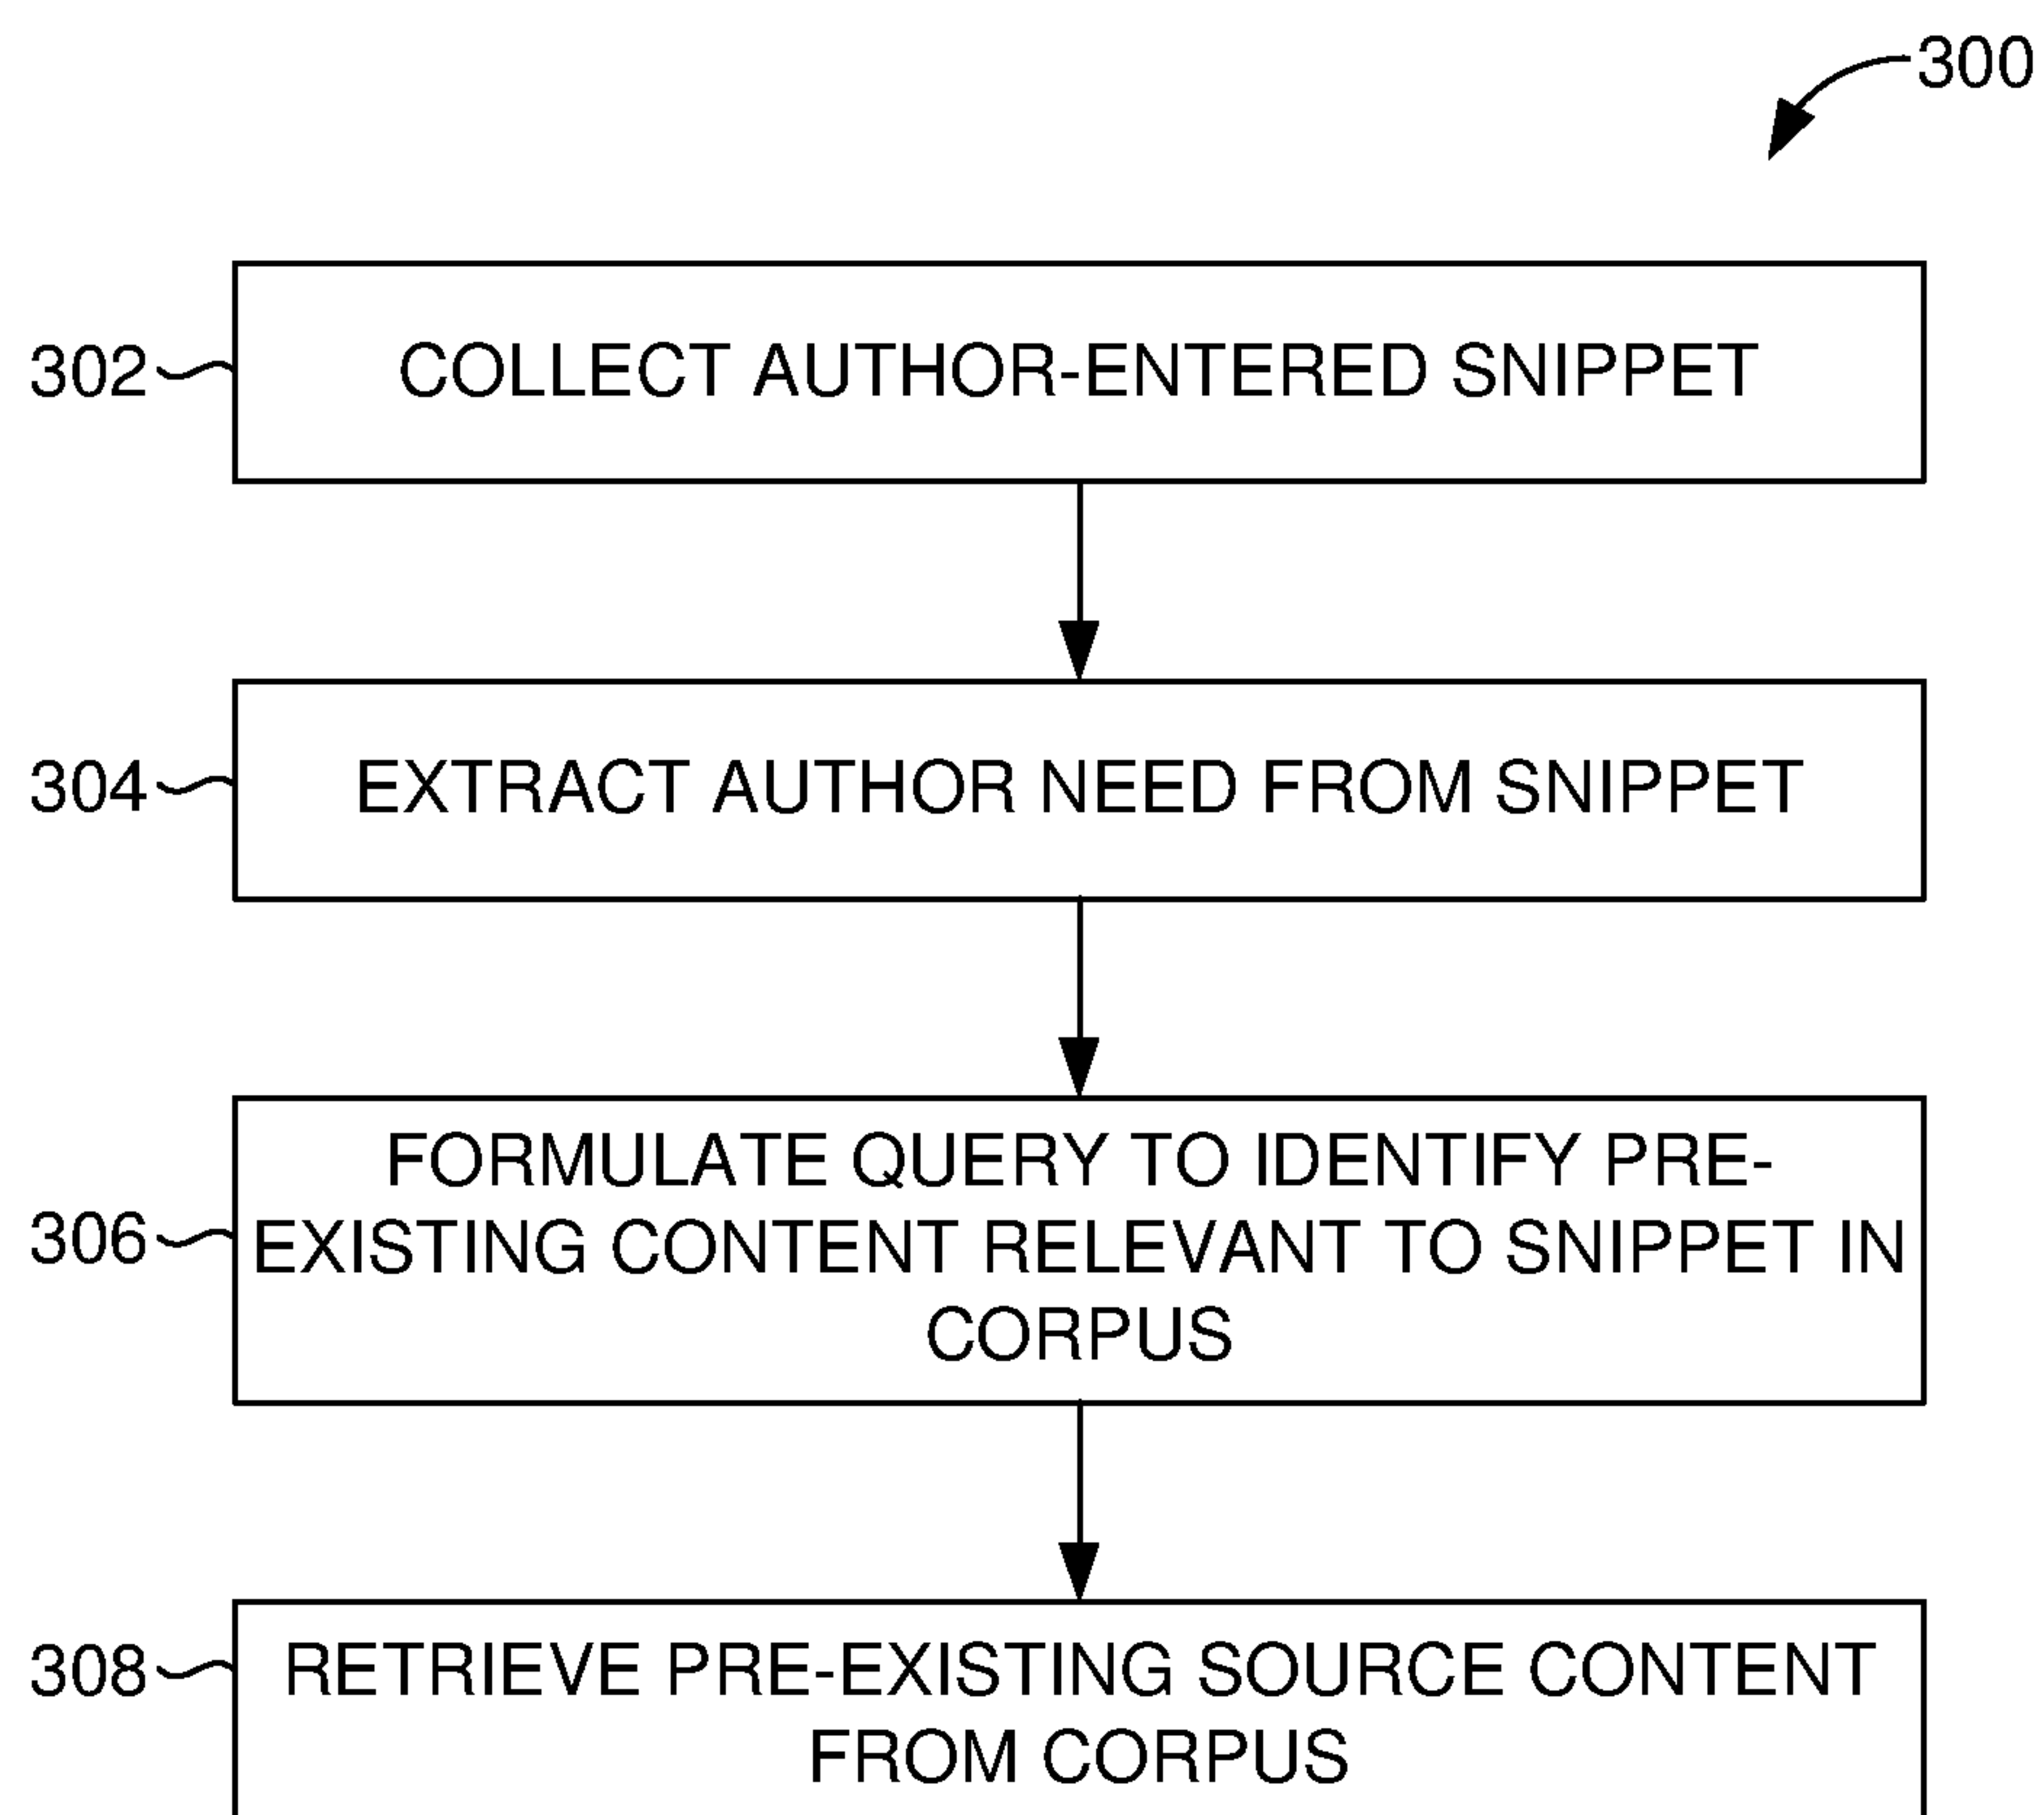 300
302 COLLECT AUTHOR-ENTERED SNIPPET
304 EXTRACT AUTHOR NEED FROM SNIPPET
FORMULATE QUERY TO IDENTIFY PRE-
306 EXISTING CONTENT RELEVANT TO SNIPPET IN
CORPUS
308 RETRIEVE PRE-EXISTING SOURCE CONTENT
FROM CORPUS